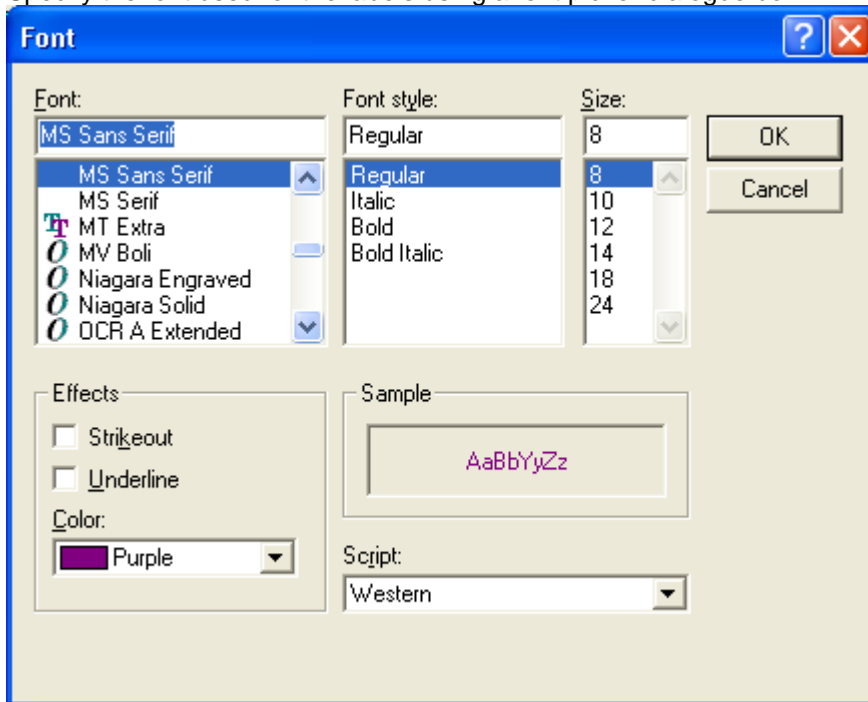 Font
Font: Font style: Size:
MS Sans Serif Regular 8 OK
MS Sans Serif Regular 8 Cancel
MS Serif Italic 10
MT Extra Bold 12
MV Boli Bold Italic 14
Niagara Engraved 18
Niagara Solid 24
OCR A Extended
Effects Sample
Strikeout
AaBbYyZz
Underline
Color:
Purple
Script:
Western